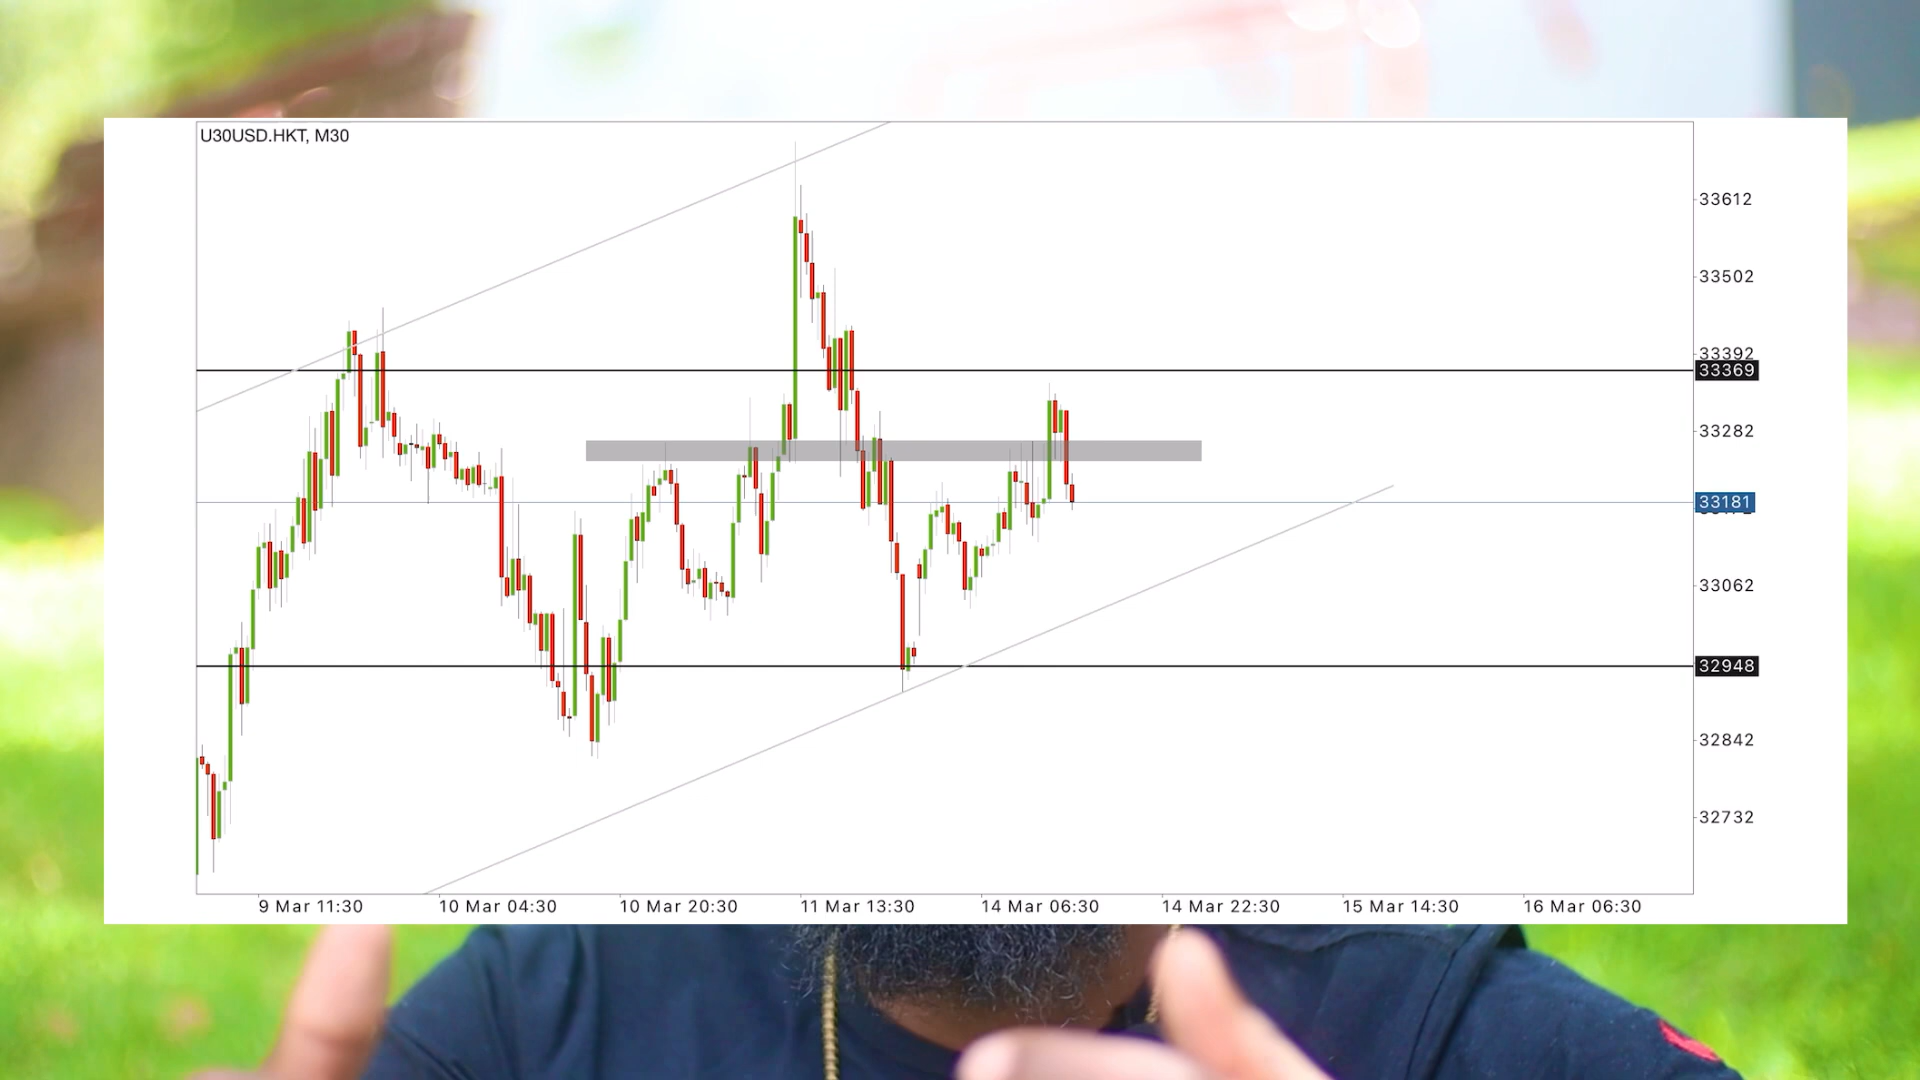 U30USD.HKT, M30
33612
33502
33392
33369
33282
33181
33062
32948
32842
32732
9 Mar 11:30
10 Mar 04:30
10 Mar 20:30
11 Mar 13:30
14 Mar 06:30
14 Mar 22:30
15 Mar 14:30
16 Mar 06:30